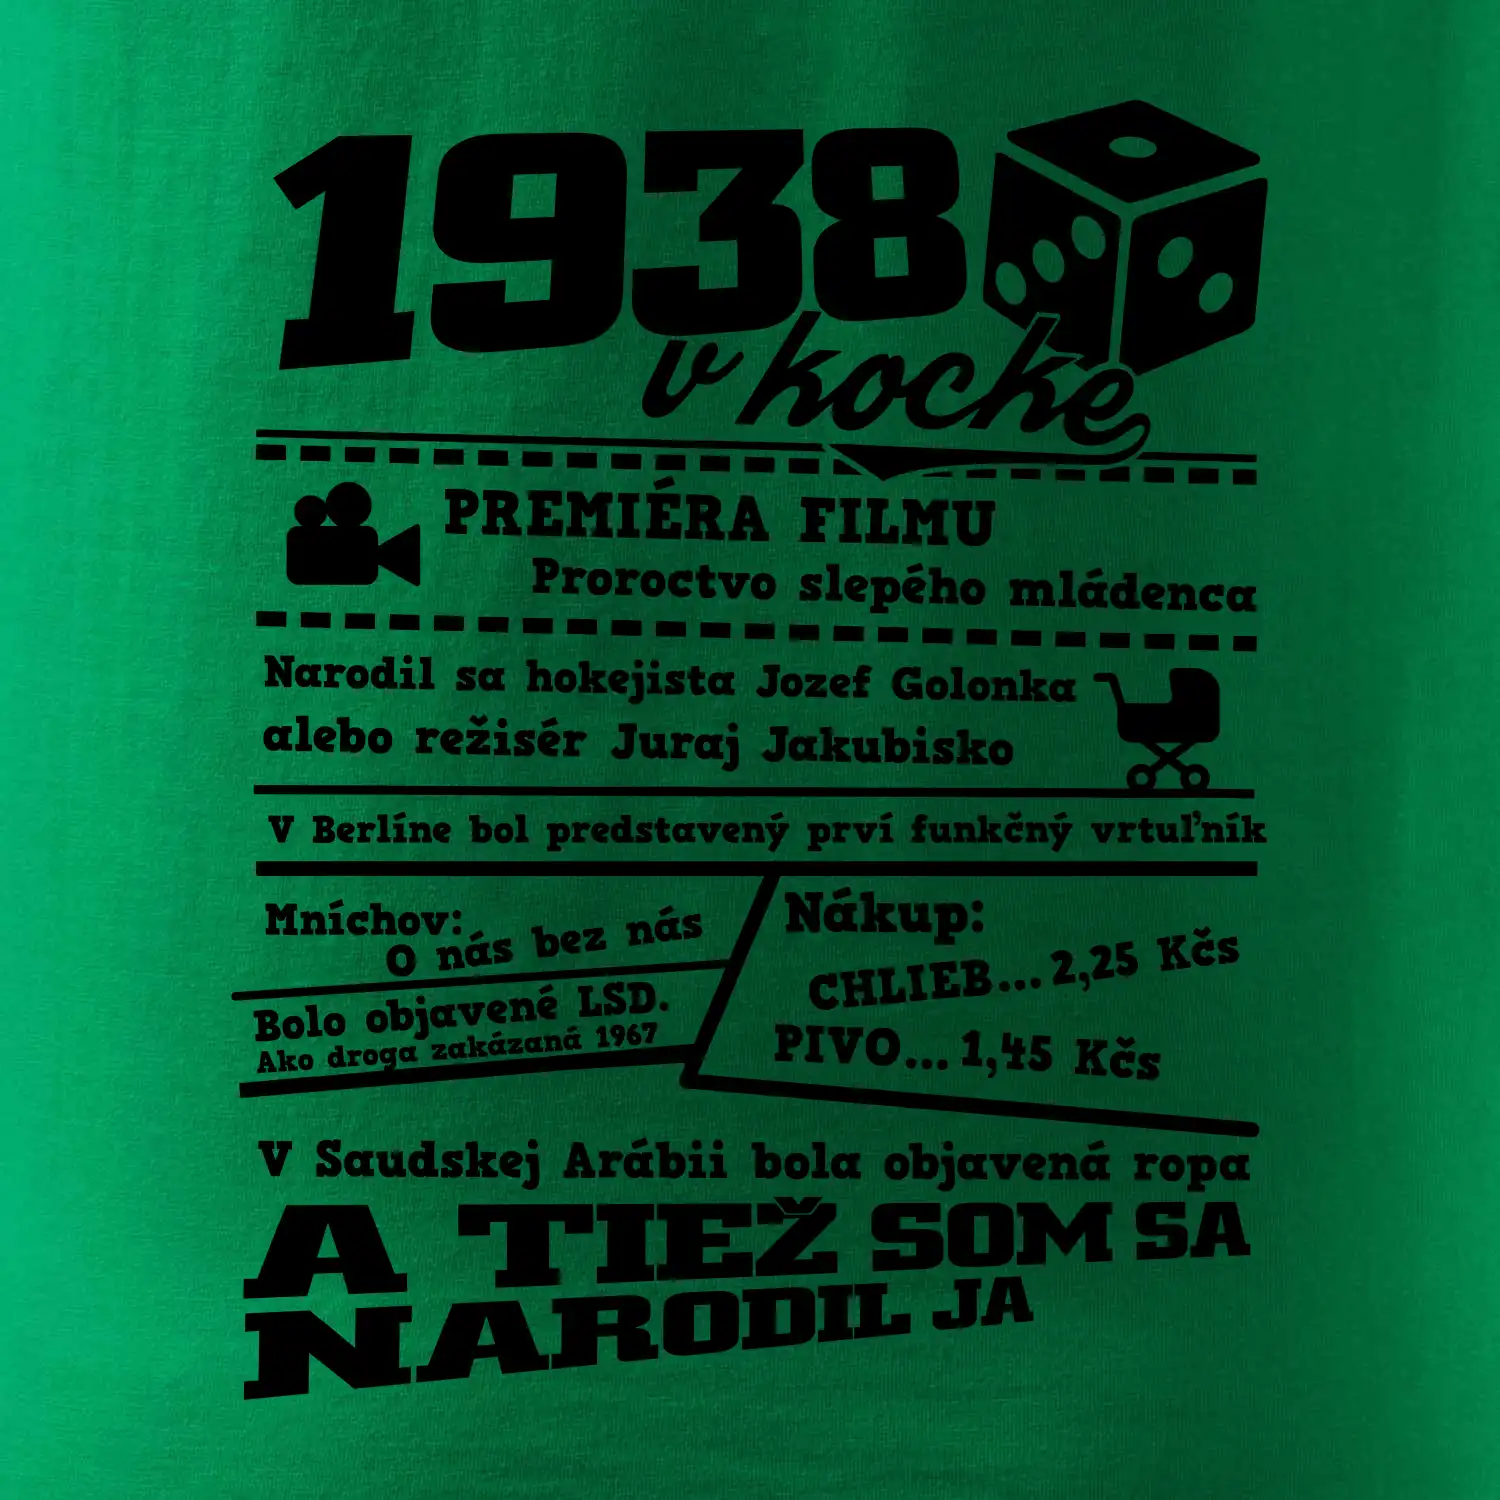 1938
v kocke
PREMIÉRA FILMU
Proroctvo slepého mládenca
Narodil sa hokejista Jozef Golonka
alebo režisér Juraj Jakubisko
V Berlíne bol predstavený prví funkčný vrtuľník
Mníchov:
O nás bez nás
Bolo objavené LSD.
Ako droga zakázaná 1967
Nákup:
CHLIEB... 2,25 Kčs
PIVO... 1,45 Kčs
V Saudskej Arábii bola objavená ropa
A TIEŽ SOM SA
NARODIL JA